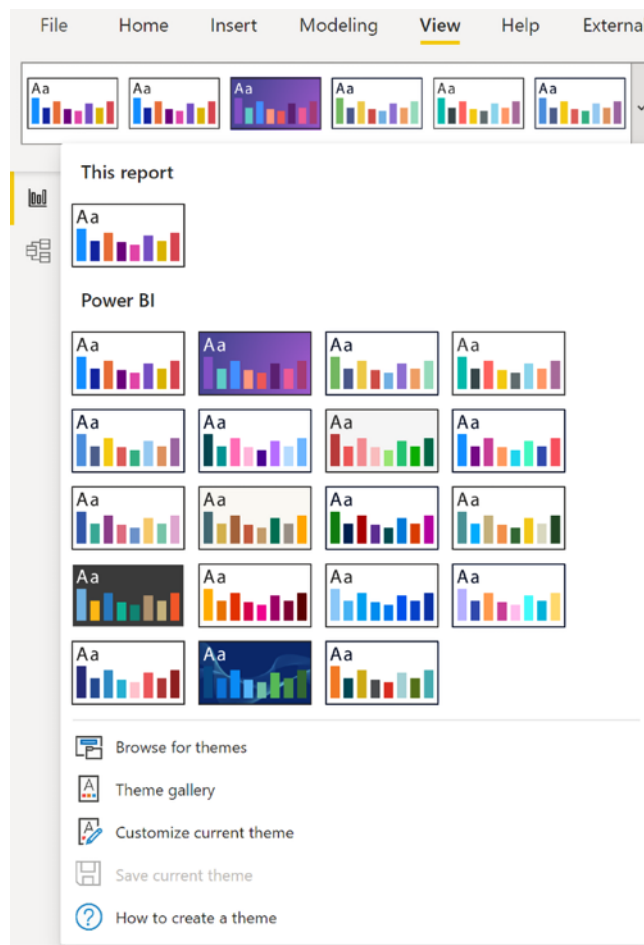 File Home Insert Modeling View Help Externa
Aa Aa Aa Aa Aa Aa
This report
Aa
Power BI
Aa Aa Aa Aa
Aa Aa Aa Aa
Aa Aa Aa Aa
Aa Aa Aa Aa
Aa Aa Aa
Browse for themes
Theme gallery
Customize current theme
Save current theme
How to create a theme